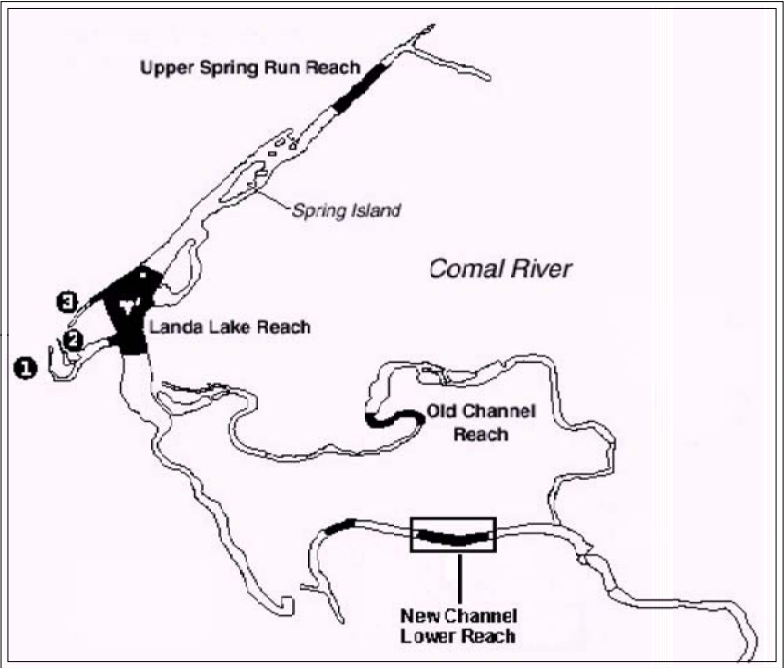 Upper Spring Run Reach
Spring Island
Comal River
3
Landa Lake Reach
2
1
Old Channel
Reach
New Channel
Lower Reach